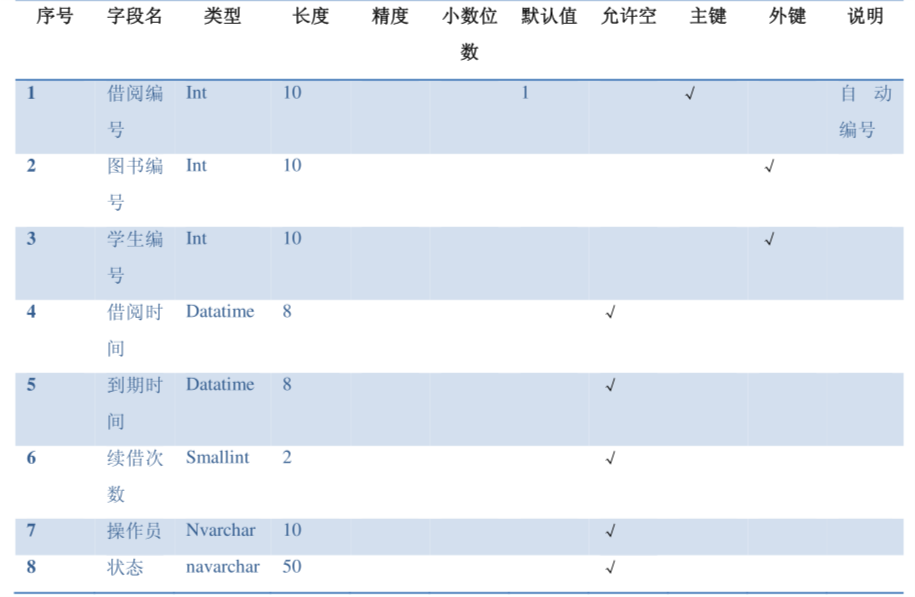 序号 字段名 类型 长度 精度 小数位 默认值 允许空 主键 外键 说明
数
1 借阅编 Int 10 1 √ 自 动
号 编号
2 图书编 Int 10 √
号
3 学生编 Int 10 √
号
4 借阅时 Datatime 8 √
间
5 到期时 Datatime 8 √
间
6 续借次 Smallint 2 √
数
7 操作员 Nvarchar 10 √
8 状态 navarchar 50 √